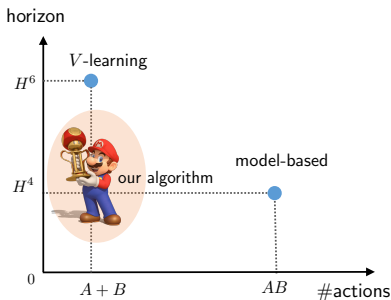 horizon
V-learning
H^6
model-based
our algorithm
H^4
0
A + B
AB
#actions